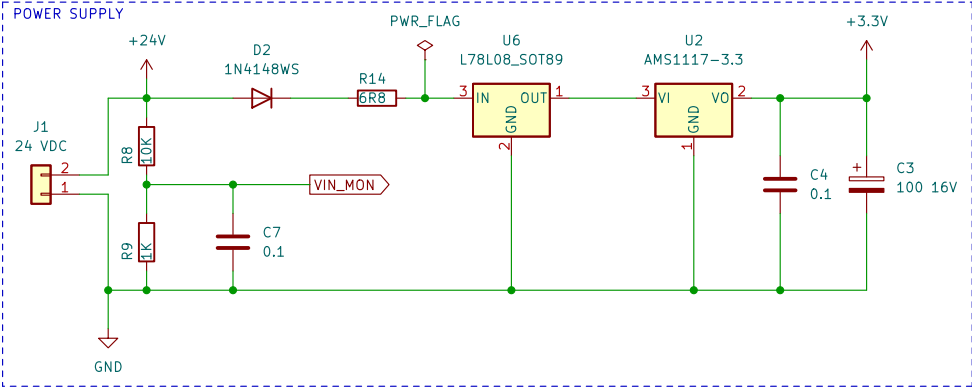 POWER SUPPLY
+24V
D2
1N4148WS
R14
6R8
PWR_FLAG
U6
L78L08_SOT89
3 IN OUT 1
GND
2
U2
AMS1117-3.3
3 VI VO 2
GND
1
+3.3V
J1
24 VDC
2
1
R8
10K
VIN_MON
R9
1K
C7
0.1
C4
0.1
+
C3
100 16V
GND